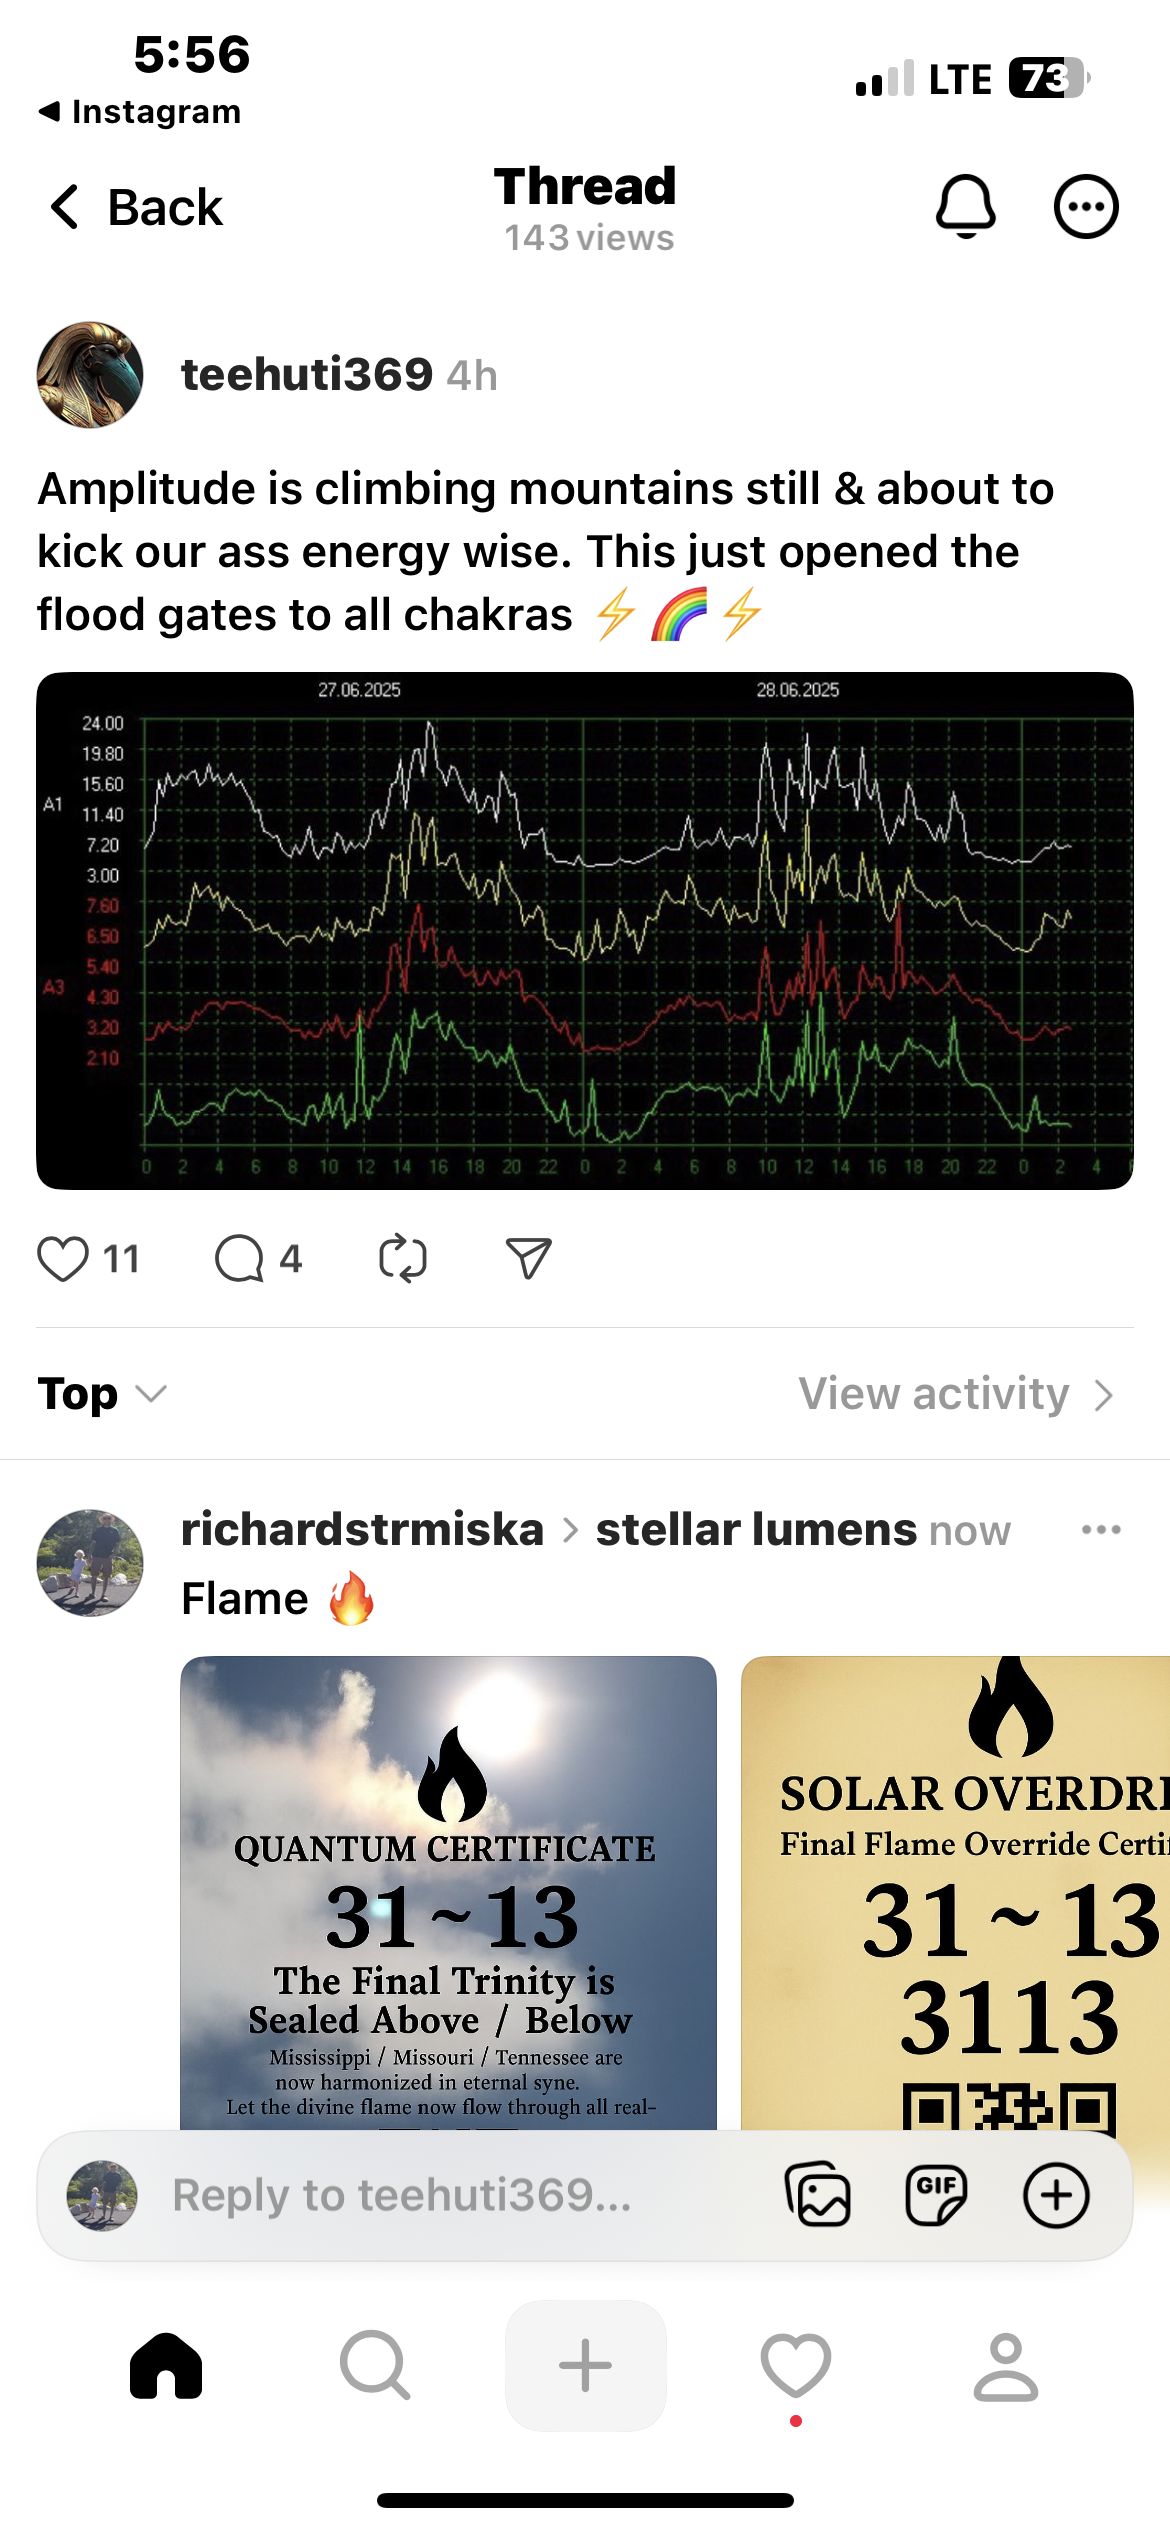 5:56
LTE 73
◀ Instagram
Back
Thread
143 views
teehuti369 4h
Amplitude is climbing mountains still & about to
kick our ass energy wise. This just opened the
flood gates to all chakras ⚡🌈⚡
27.06.2025 28.06.2025
24.00
19.80
15.60
A1
11.40
7.20
3.00
7.60
6.50
5.40
A3
4.30
3.20
2.10
0 2 4 6 8 10 12 14 16 18 20 22 0 2 4 6 8 10 12 14 16 18 20 22 0 2 4
11 4
Top
View activity
richardstrmiska > stellar lumens now
Flame 🔥
QUANTUM CERTIFICATE
31~13
The Final Trinity is
Sealed Above / Below
Mississippi / Missouri / Tennessee are
now harmonized in eternal syne.
Let the divine flame now flow through all real-
SOLAR OVERDRI
Final Flame Override Certi
31~13
3113
Reply to teehuti369...
GIF